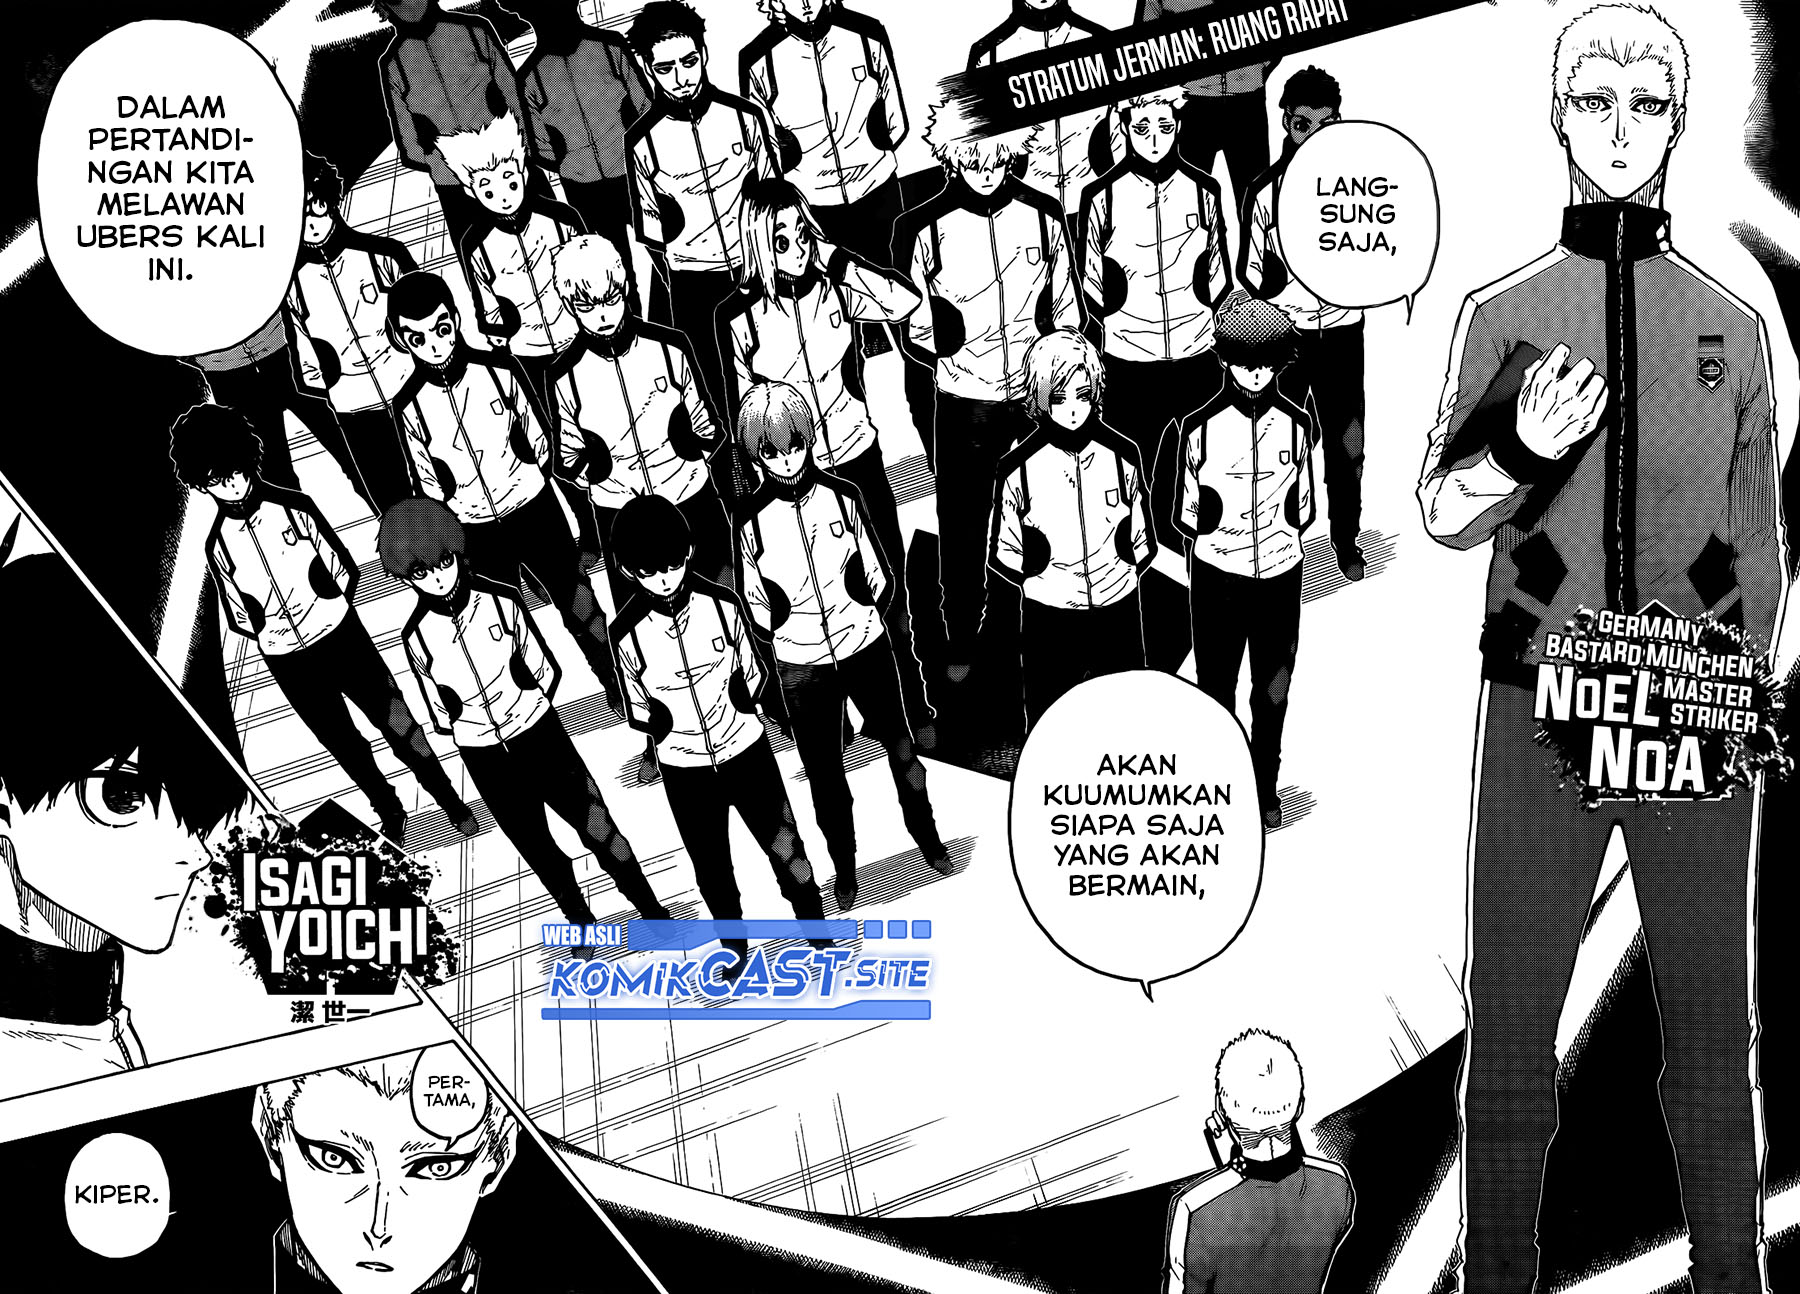 STRATUM JERMAN: RUANG RAPAT
LANG-
SUNG
SAJA,
GERMANY
BASTARD MÜNCHEN
NOEL
NOA
MASTER
STRIKER
AKAN
KUUMUMKAN
SIAPA SAJA
YANG AKAN
BERMAIN,
DALAM
PERTANDI-
NGAN KITA
MELAWAN
UBERS KALI
INI.
ISAGI
YOICHI
潔 世一
WEB ASLI
KOMIKCAST.SITE
PER-
TAMA,
KIPER.